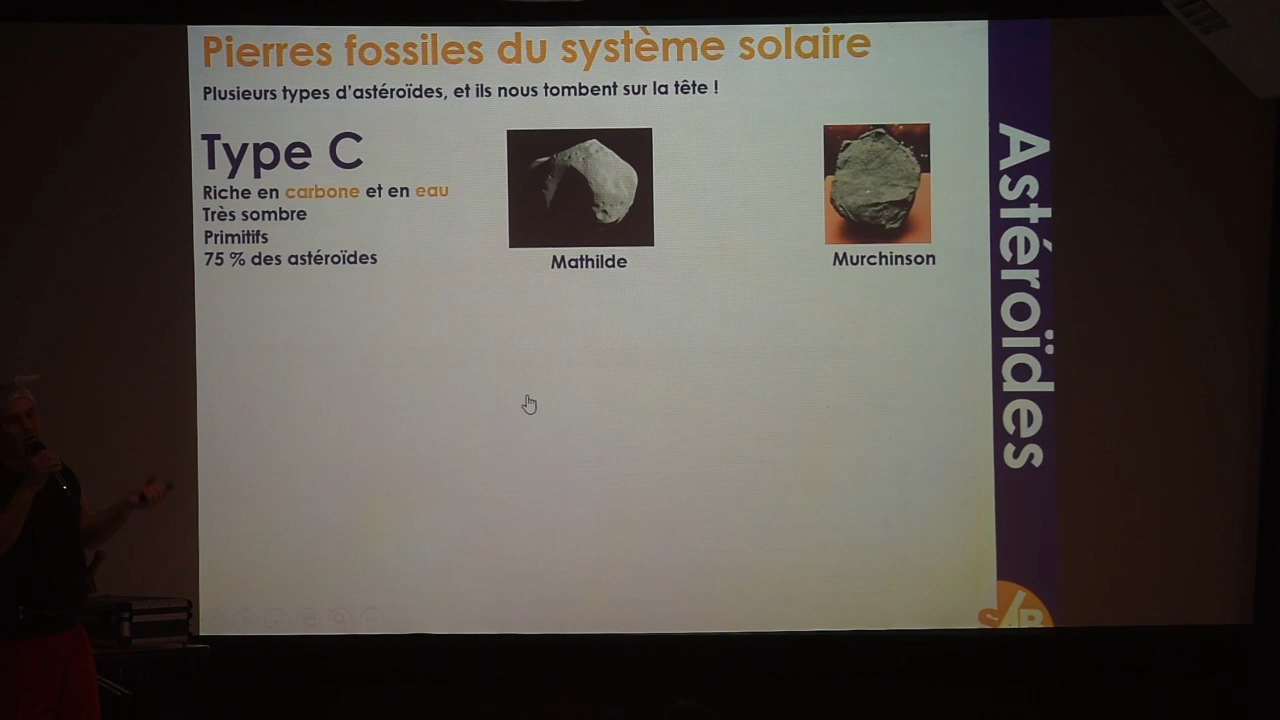 Pierres fossiles du système solaire
Plusieurs types d'astéroïdes, et ils nous tombent sur la tête !
Type C
Riche en carbone et en eau
Très sombre
Primitifs
75 % des astéroïdes
Mathilde
Murchinson
Astéroïdes